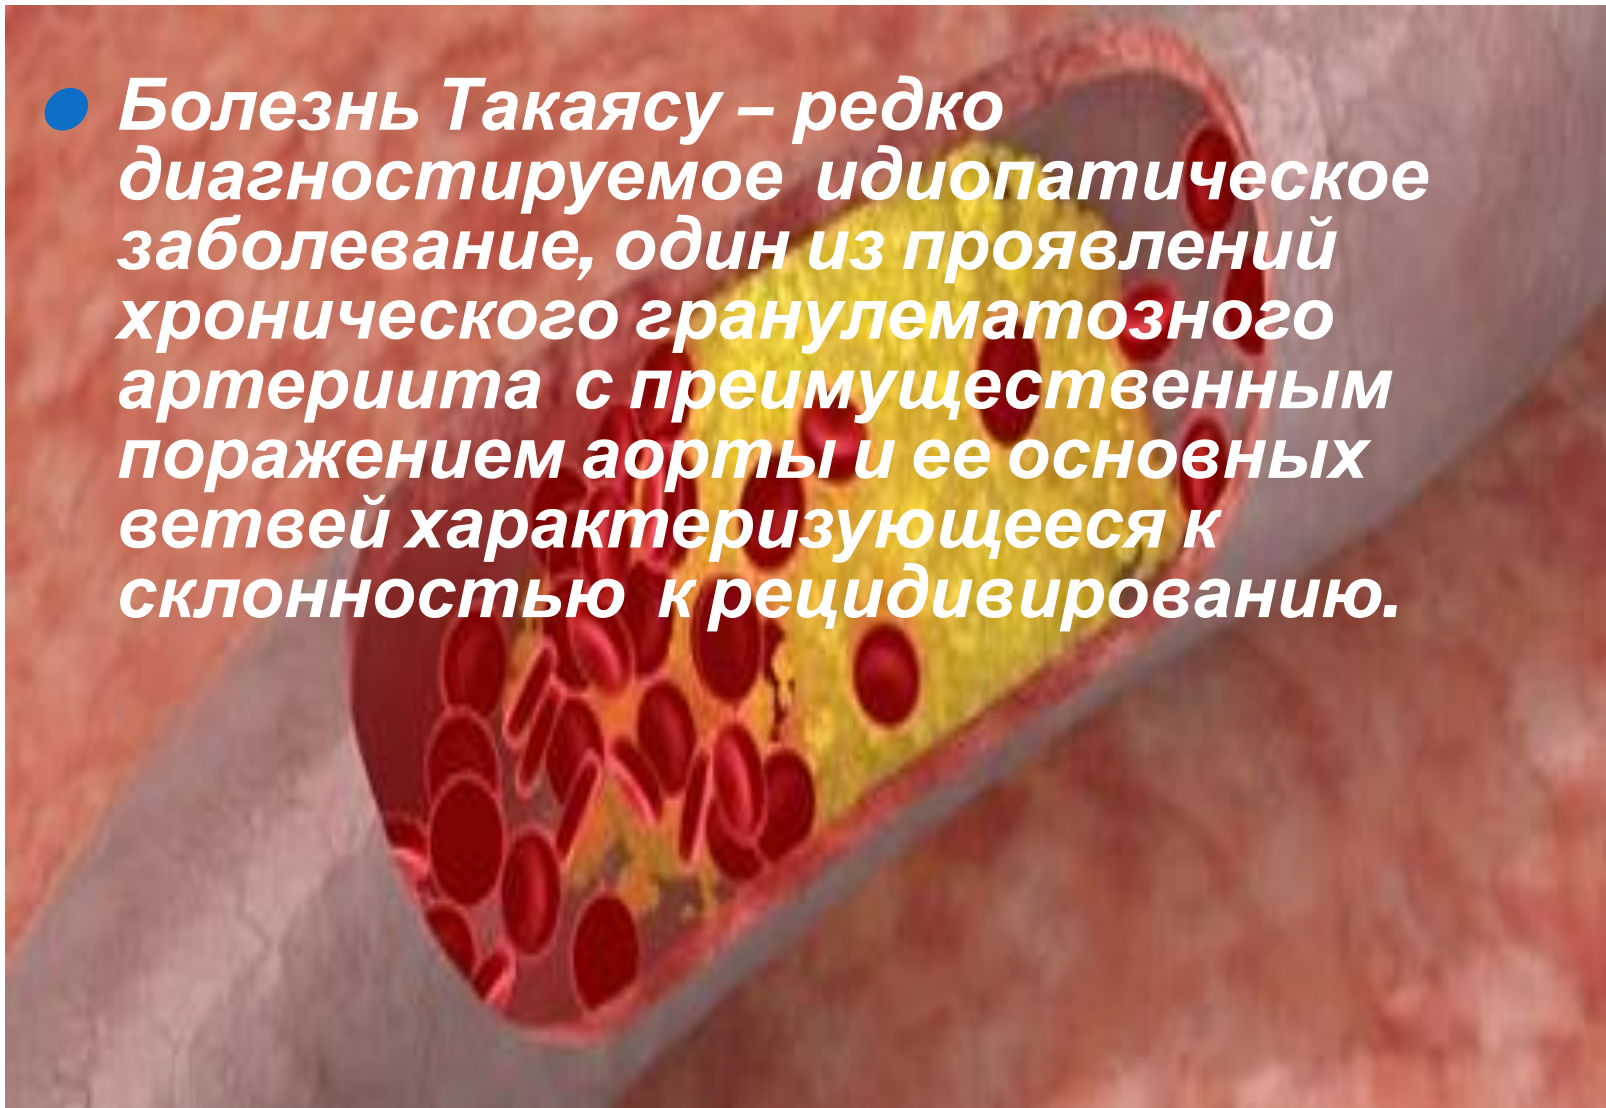 Болезнь Такаясу – редко
диагностируемое идиопатическое
заболевание, один из проявлений
хронического гранулематозного
артериита с преимущественным
поражением аорты и ее основных
ветвей характеризующееся к
склонностью к рецидивированию.